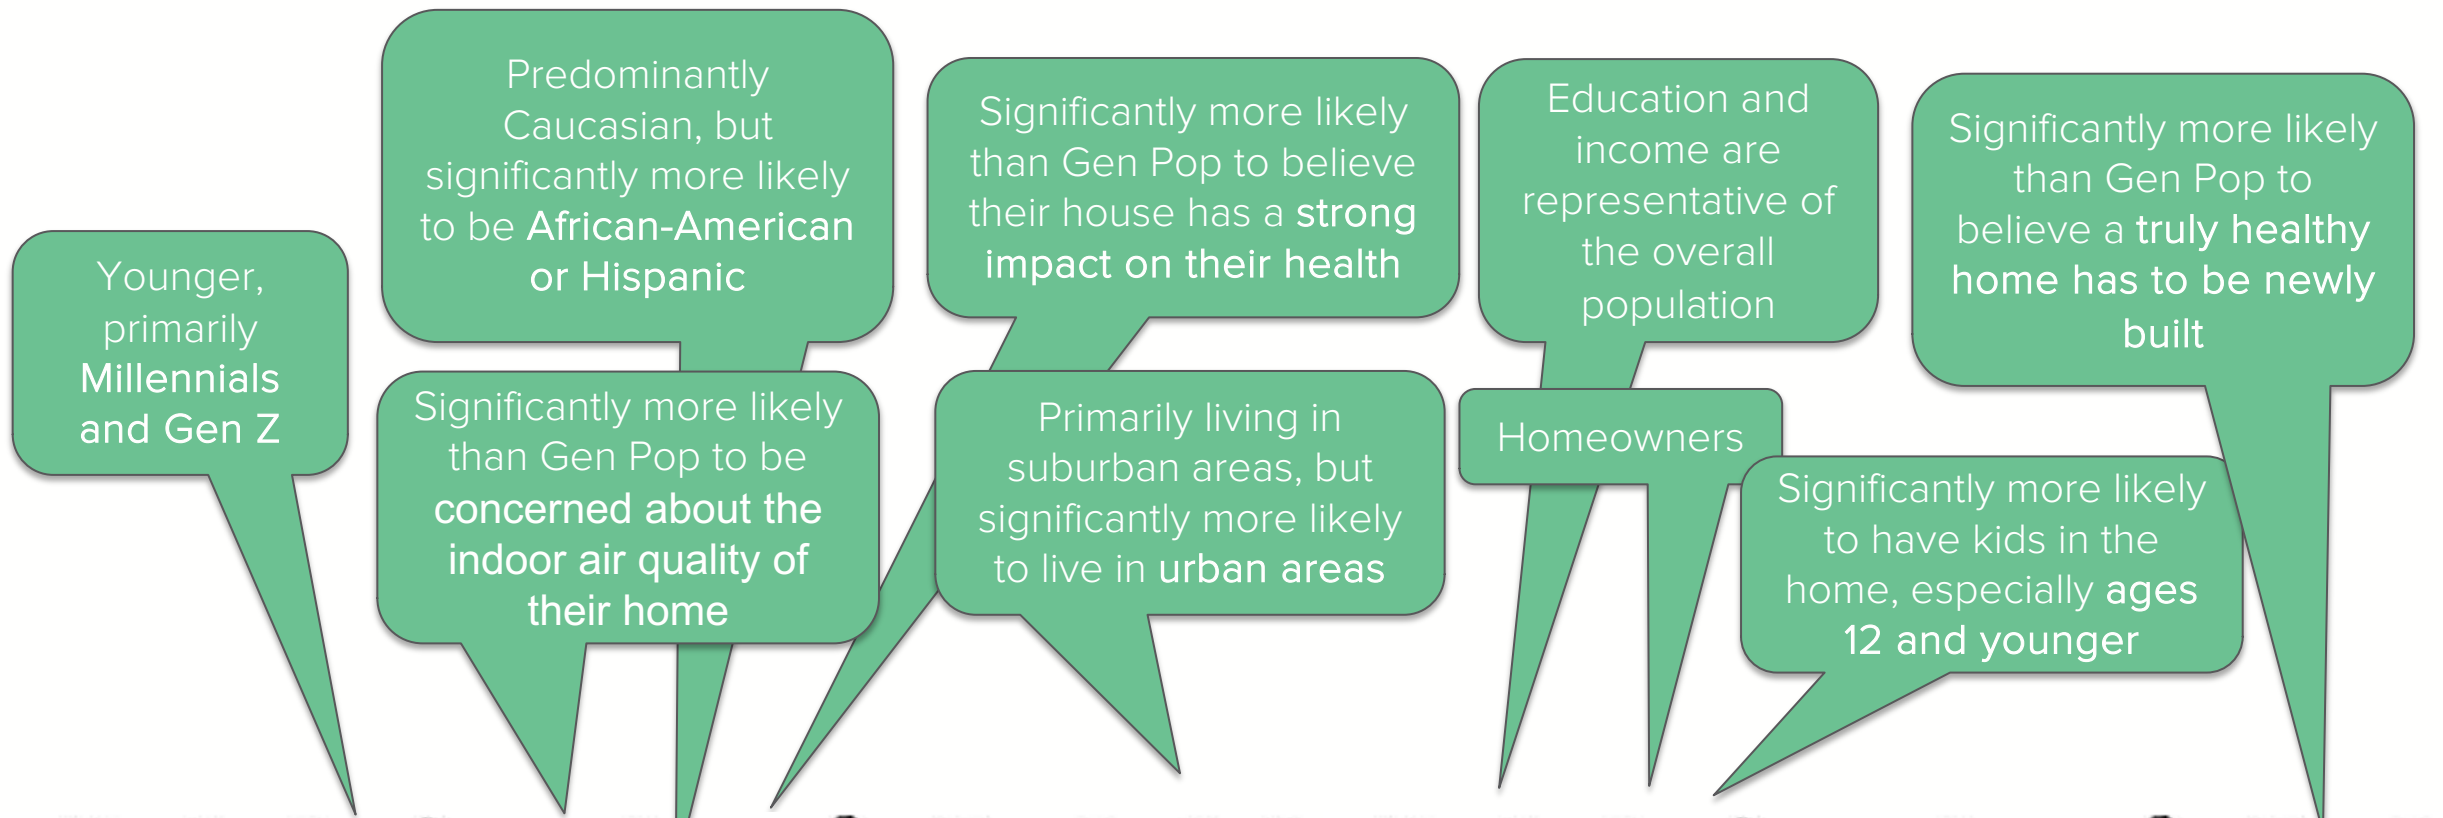 Younger,
primarily
Millennials
and Gen Z
Predominantly
Caucasian, but
significantly more likely
to be African-American
or Hispanic
Significantly more likely
than Gen Pop to be
concerned about the
indoor air quality of
their home
Significantly more likely
than Gen Pop to believe
their house has a strong
impact on their health
Primarily living in
suburban areas, but
significantly more likely
to live in urban areas
Education and
income are
representative of
the overall
population
Homeowners
Significantly more likely
to have kids in the
home, especially ages
12 and younger
Significantly more likely
than Gen Pop to
believe a truly healthy
home has to be newly
built